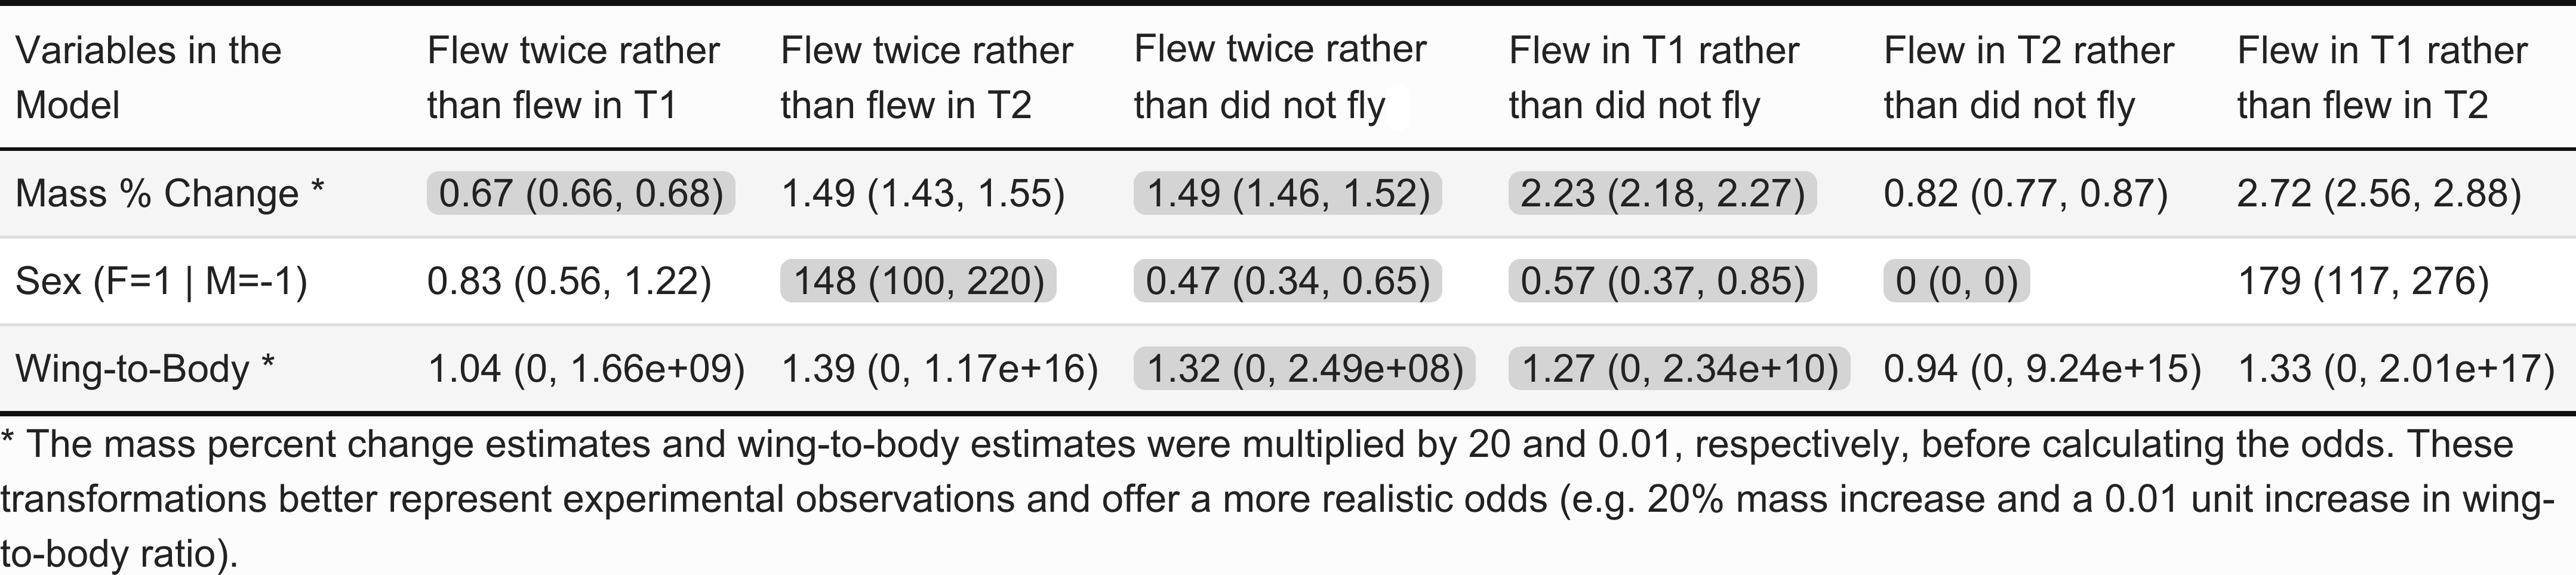 Variables in the Model | Flew twice rather than flew in T1 | Flew twice rather than flew in T2 | Flew twice rather than did not fly | Flew in T1 rather than did not fly | Flew in T2 rather than did not fly | Flew in T1 rather than flew in T2
Mass % Change * | 0.67 (0.66, 0.68) | 1.49 (1.43, 1.55) | 1.49 (1.46, 1.52) | 2.23 (2.18, 2.27) | 0.82 (0.77, 0.87) | 2.72 (2.56, 2.88)
Sex (F=1 | M=-1) | 0.83 (0.56, 1.22) | 148 (100, 220) | 0.47 (0.34, 0.65) | 0.57 (0.37, 0.85) | 0 (0, 0) | 179 (117, 276)
Wing-to-Body * | 1.04 (0, 1.66e+09) | 1.39 (0, 1.17e+16) | 1.32 (0, 2.49e+08) | 1.27 (0, 2.34e+10) | 0.94 (0, 9.24e+15) | 1.33 (0, 2.01e+17)
* The mass percent change estimates and wing-to-body estimates were multiplied by 20 and 0.01, respectively, before calculating the odds. These
transformations better represent experimental observations and offer a more realistic odds (e.g. 20% mass increase and a 0.01 unit increase in wing-
to-body ratio).